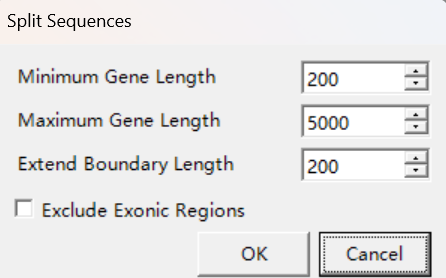 Split Sequences
Minimum Gene Length 200
Maximum Gene Length 5000
Extend Boundary Length 200
Exclude Exonic Regions
OK Cancel